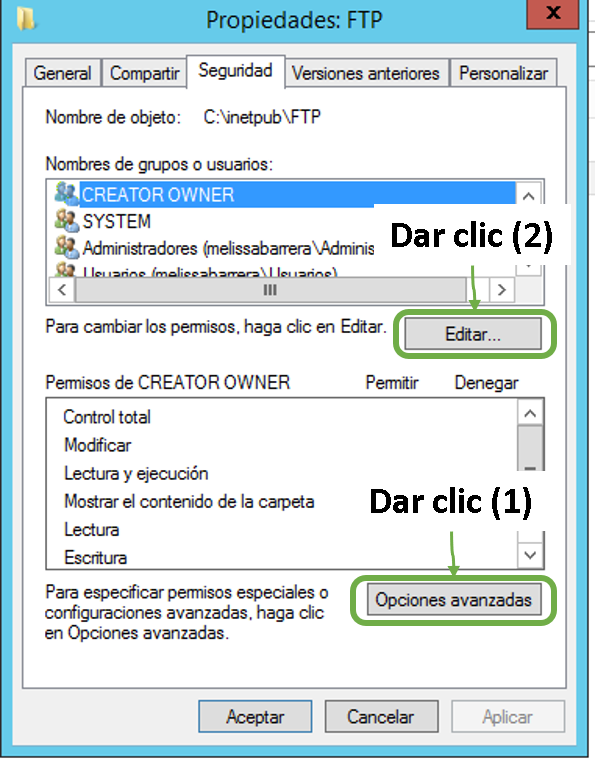 Propiedades: FTP
x
General
Compartir
Seguridad
Versiones anteriores
Personalizar
Nombre de objeto: C:\inetpub\FTP
Nombres de grupos o usuarios:
CREATOR OWNER
SYSTEM
Administradores (melissabarrera\Adminis
Usuarios (melissabarrera\Usuarios)
Dar clic (2)
Para cambiar los permisos, haga clic en Editar.
Editar...
Permisos de CREATOR OWNER
Permitir
Denegar
Control total
Modificar
Lectura y ejecución
Mostrar el contenido de la carpeta
Lectura
Escritura
Dar clic (1)
Para especificar permisos especiales o
configuraciones avanzadas, haga clic
en Opciones avanzadas.
Opciones avanzadas
Aceptar
Cancelar
Aplicar